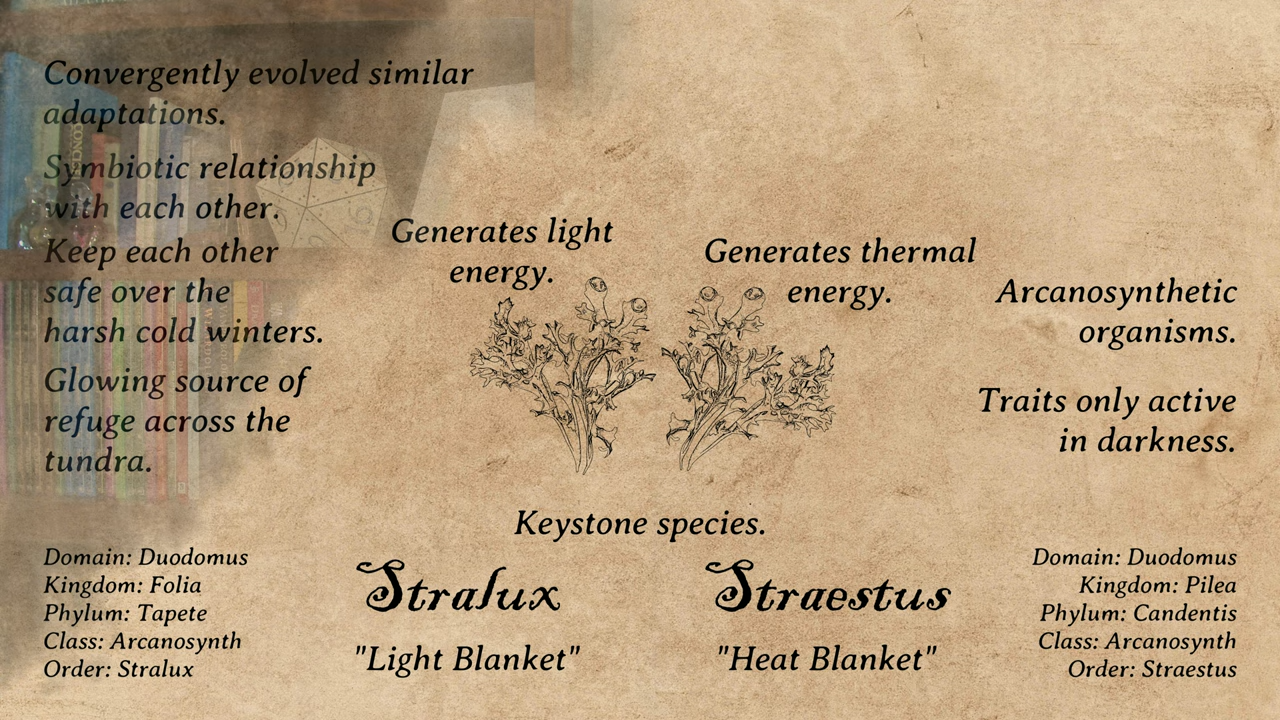 Convergently evolved similar
adaptations.
Symbiotic relationship
with each other.
Keep each other
safe over the
harsh cold winters.
Glowing source of
refuge across the
tundra.
Generates light
energy.
Generates thermal
energy.
Arcanosynthetic
organisms.
Traits only active
in darkness.
Keystone species.
Domain: Duodomus
Kingdom: Folia
Phylum: Tapete
Class: Arcanosynth
Order: Stralux
Stralux
"Light Blanket"
Straestus
"Heat Blanket"
Domain: Duodomus
Kingdom: Pilea
Phylum: Candentis
Class: Arcanosynth
Order: Straestus